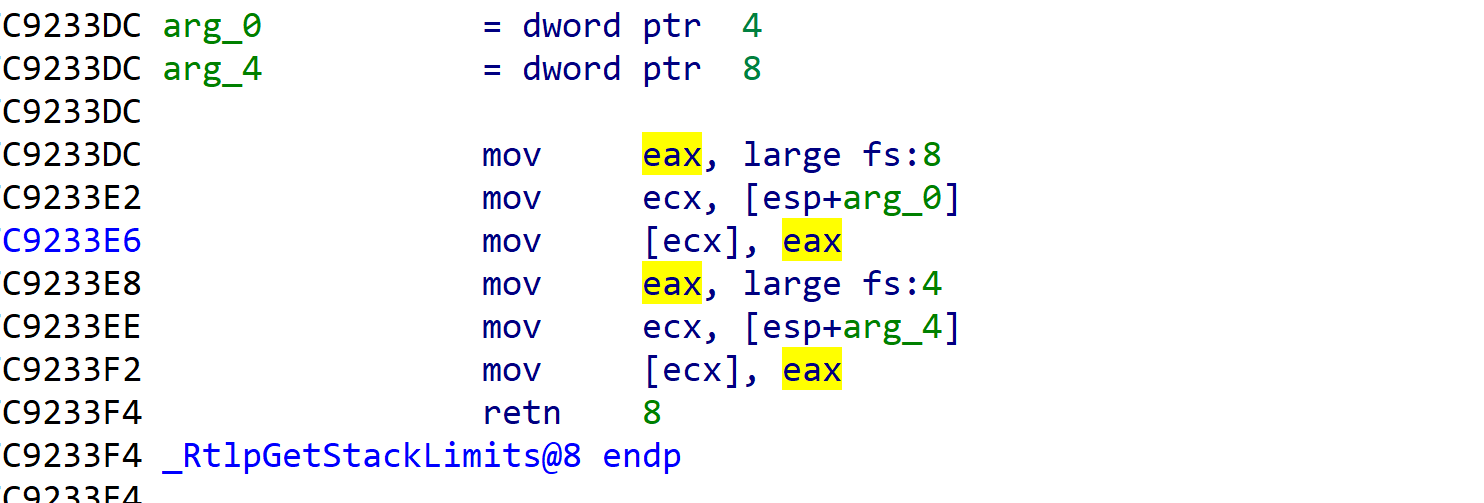 C9233DC arg_0 = dword ptr 4
C9233DC arg_4 = dword ptr 8
C9233DC
C9233DC mov eax, large fs:8
C9233E2 mov ecx, [esp+arg_0]
C9233E6 mov [ecx], eax
C9233E8 mov eax, large fs:4
C9233EE mov ecx, [esp+arg_4]
C9233F2 mov [ecx], eax
C9233F4 retn 8
C9233F4 _RtlpGetStackLimits@8 endp